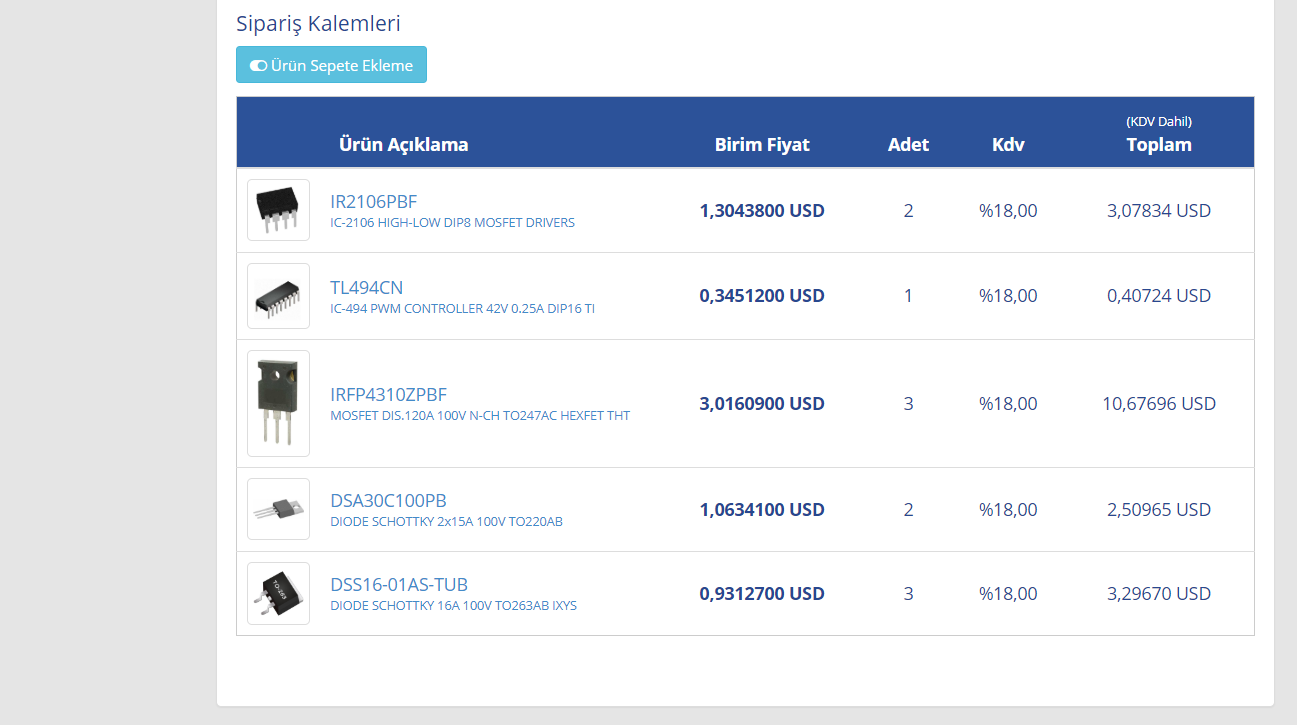 Sipariş Kalemleri
Ürün Sepete Ekleme
(KDV Dahil)
Ürün Açıklama Birim Fiyat Adet Kdv Toplam
IR2106PBF
IC-2106 HIGH-LOW DIP8 MOSFET DRIVERS
1,3043800 USD 2 %18,00 3,07834 USD
TL494CN
IC-494 PWM CONTROLLER 42V 0.25A DIP16 TI
0,3451200 USD 1 %18,00 0,40724 USD
IRFP4310ZPBF
MOSFET DIS.120A 100V N-CH TO247AC HEXFET THT
3,0160900 USD 3 %18,00 10,67696 USD
DSA30C100PB
DIODE SCHOTTKY 2x15A 100V TO220AB
1,0634100 USD 2 %18,00 2,50965 USD
TO-263
DSS16-01AS-TUB
DIODE SCHOTTKY 16A 100V TO263AB IXYS
0,9312700 USD 3 %18,00 3,29670 USD